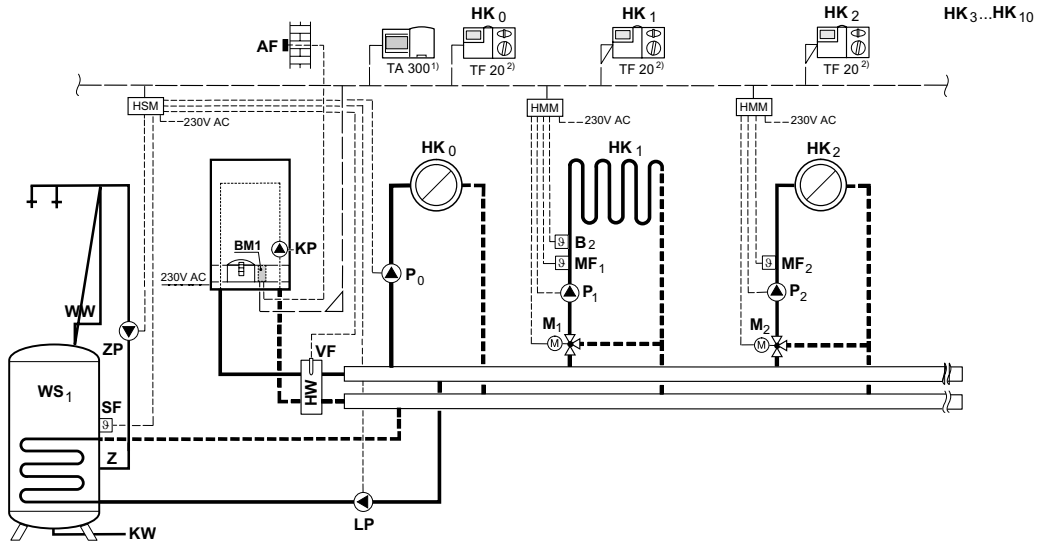 HK0 HK1 HK2 HK3...HK10
AF
TA 300 1) TF 20 2) TF 20 2) TF 20 2)
HSM HMM HMM
230V AC 230V AC 230V AC
HK0 HK1 HK2
BM1 KP
B2
230V AC
P0 MF1 MF2
P1 P2
WW
M1 M2
M M
ZP VF
HW
WS1
SF
ϑ ϑ ϑ ϑ
Z
LP
KW